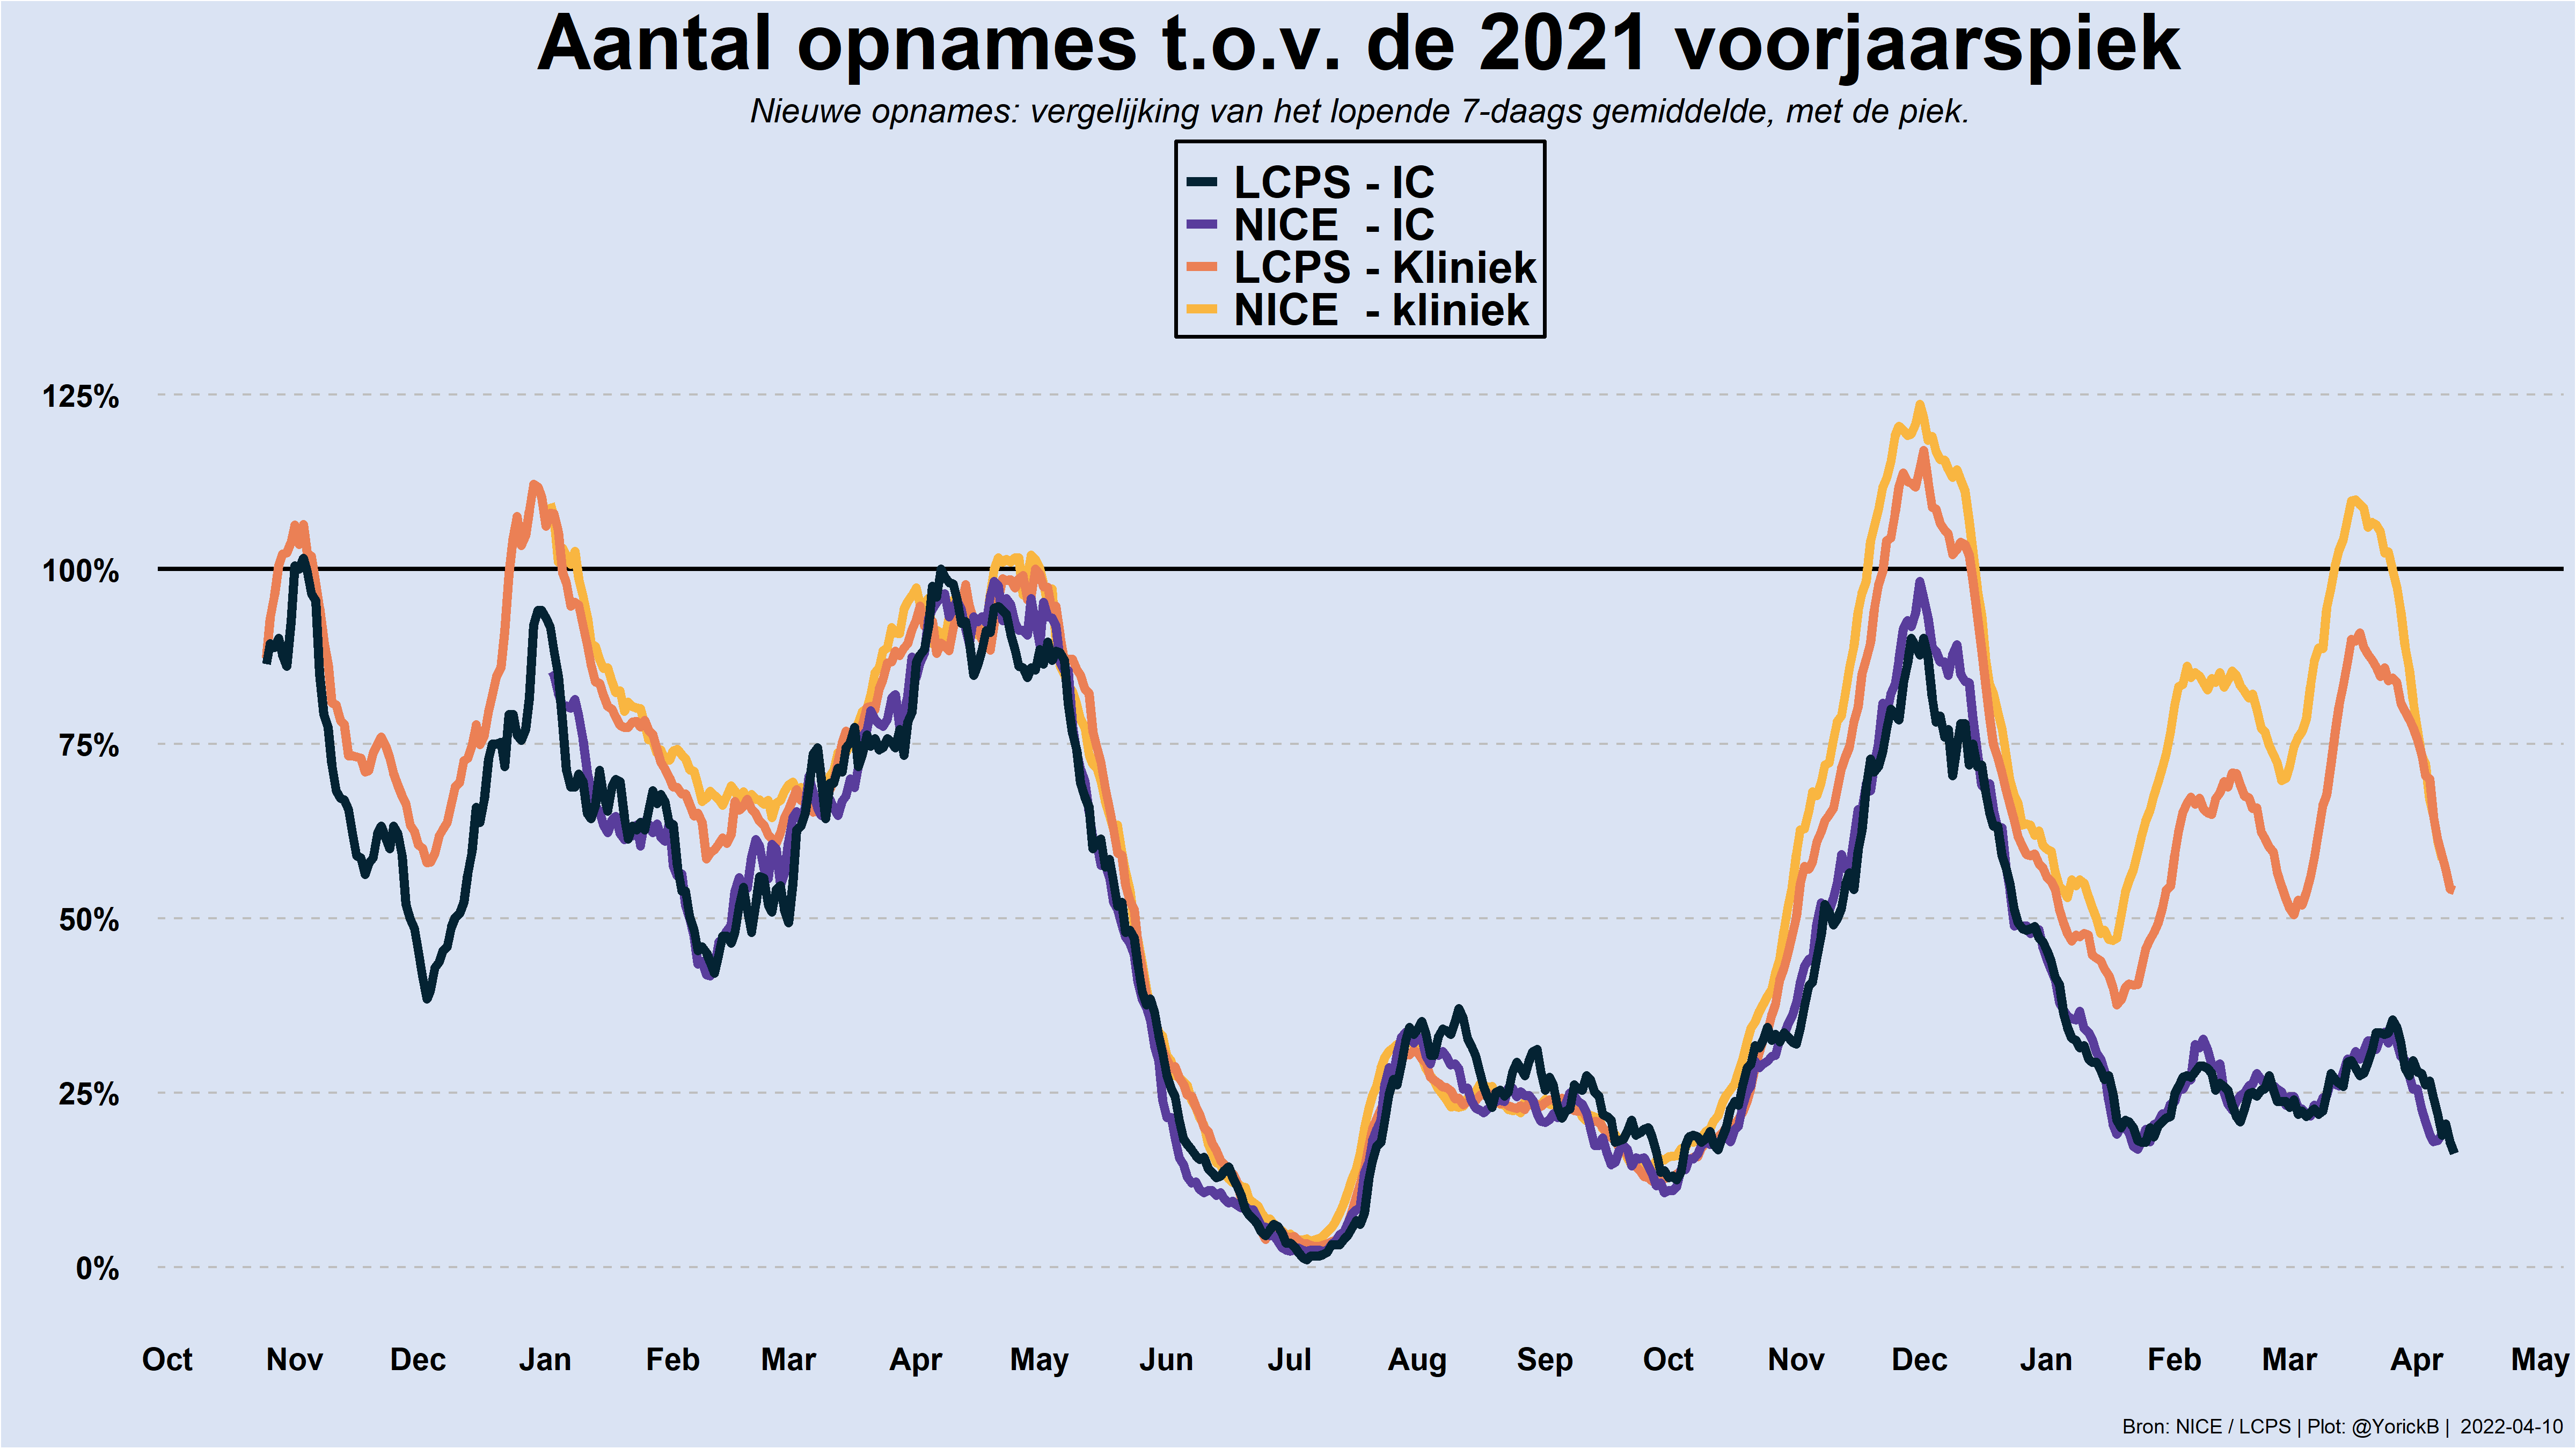 Aantal opnames t.o.v. de 2021 voorjaarspiek
Nieuwe opnames: vergelijking van het lopende 7-daags gemiddelde, met de piek.
LCPS - IC
NICE - IC
LCPS - Kliniek
NICE - kliniek
125%
100%
75%
50%
25%
0%
Oct Nov Dec Jan Feb Mar Apr May Jun Jul Aug Sep Oct Nov Dec Jan Feb Mar Apr May
Bron: NICE / LCPS | Plot: @YorickB | 2022-04-10